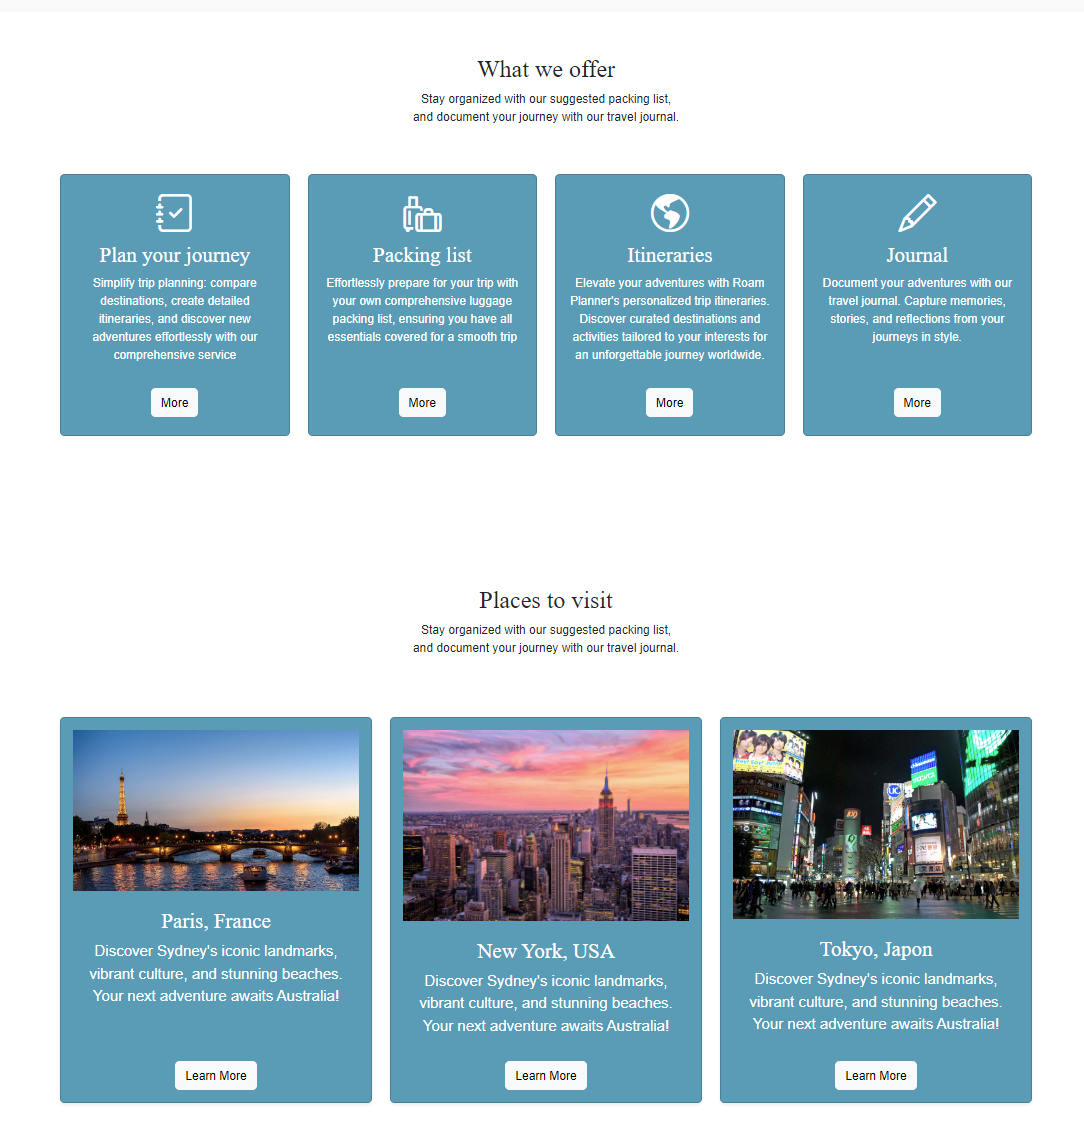 What we offer
Stay organized with our suggested packing list,
and document your journey with our travel journal.
Plan your journey
Simplify trip planning: compare
destinations, create detailed
itineraries, and discover new
adventures effortlessly with our
comprehensive service
More
Packing list
Effortlessly prepare for your trip with
your own comprehensive luggage
packing list, ensuring you have all
essentials covered for a smooth trip
More
Itineraries
Elevate your adventures with Roam
Planner's personalized trip itineraries.
Discover curated destinations and
activities tailored to your interests for
an unforgettable journey worldwide.
More
Journal
Document your adventures with our
travel journal. Capture memories,
stories, and reflections from your
journeys in style.
More
Places to visit
Stay organized with our suggested packing list,
and document your journey with our travel journal.
Paris, France
Discover Sydney's iconic landmarks,
vibrant culture, and stunning beaches.
Your next adventure awaits Australia!
Learn More
New York, USA
Discover Sydney's iconic landmarks,
vibrant culture, and stunning beaches.
Your next adventure awaits Australia!
Learn More
UC
Tokyo, Japon
Discover Sydney's iconic landmarks,
vibrant culture, and stunning beaches.
Your next adventure awaits Australia!
Learn More